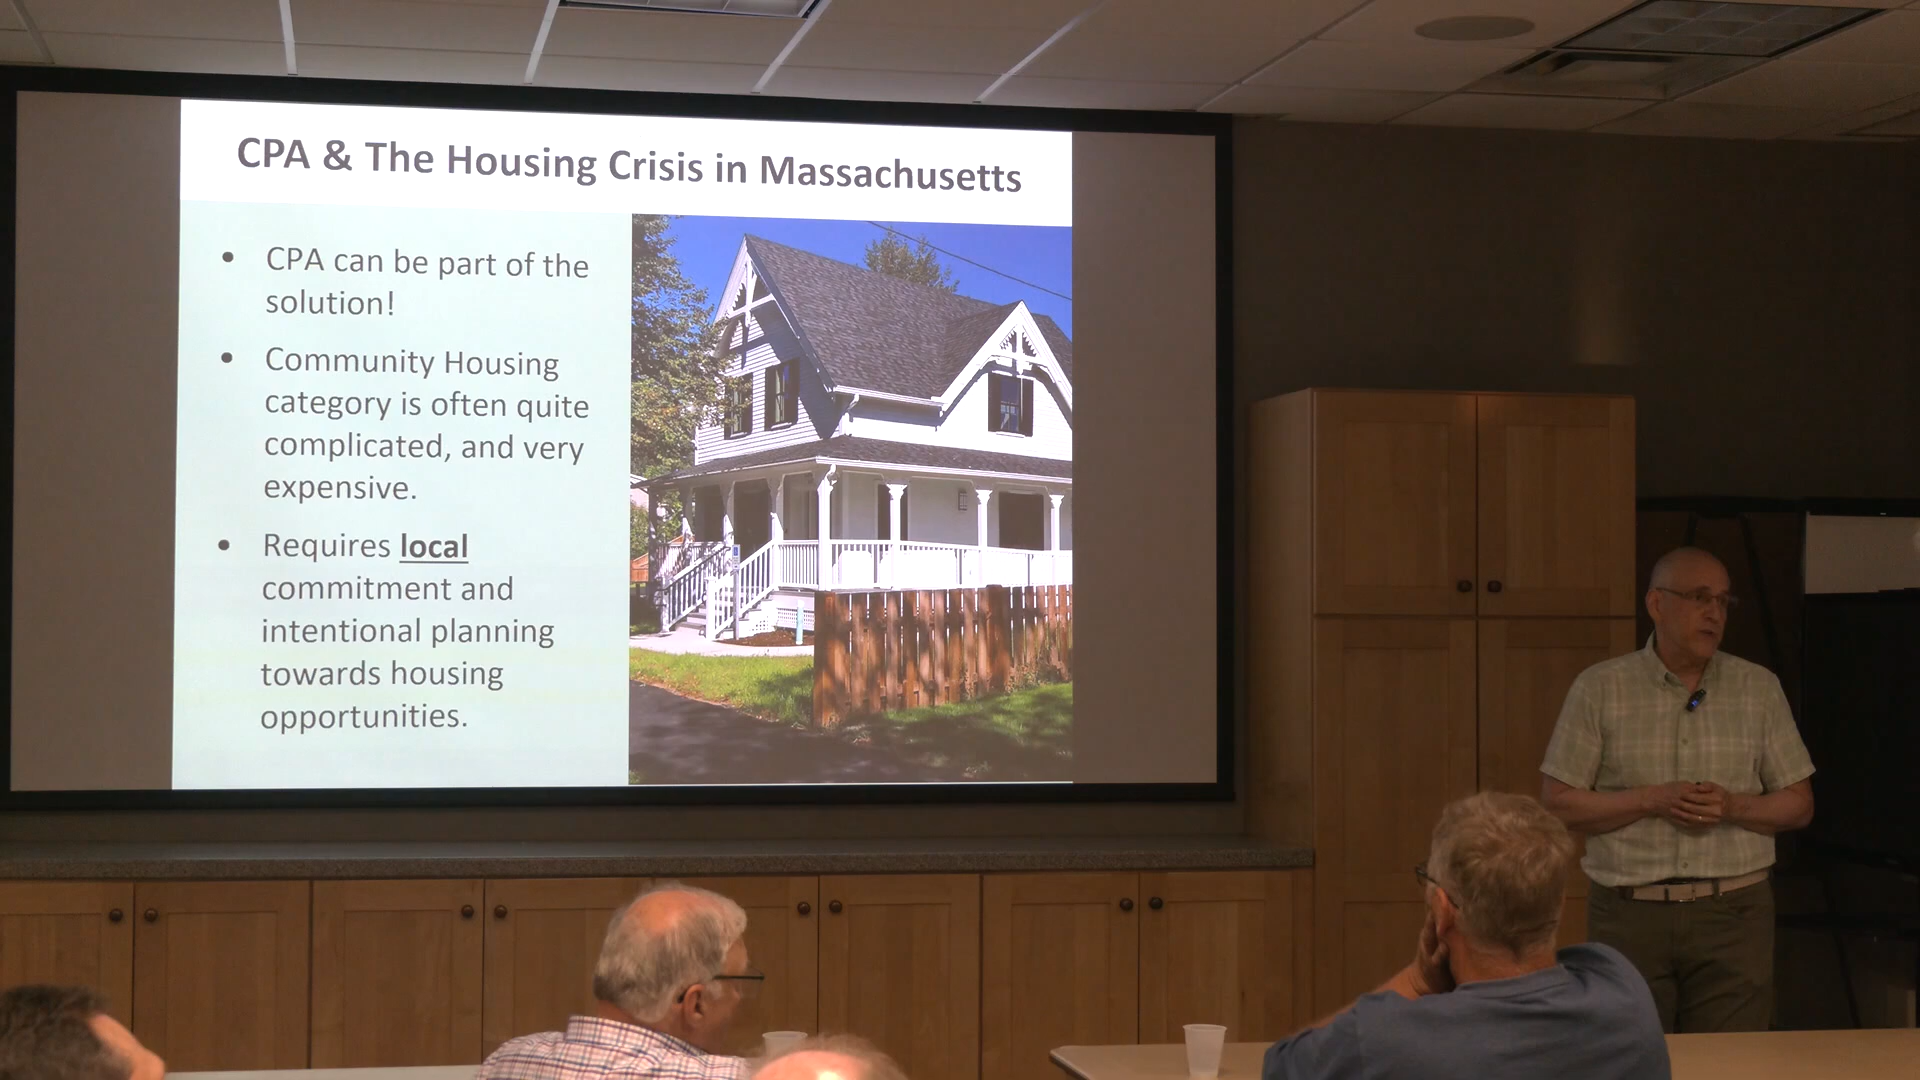 CPA & The Housing Crisis in Massachusetts
• CPA can be part of the
solution!
• Community Housing
category is often quite
complicated, and very
expensive.
• Requires local
commitment and
intentional planning
towards housing
opportunities.